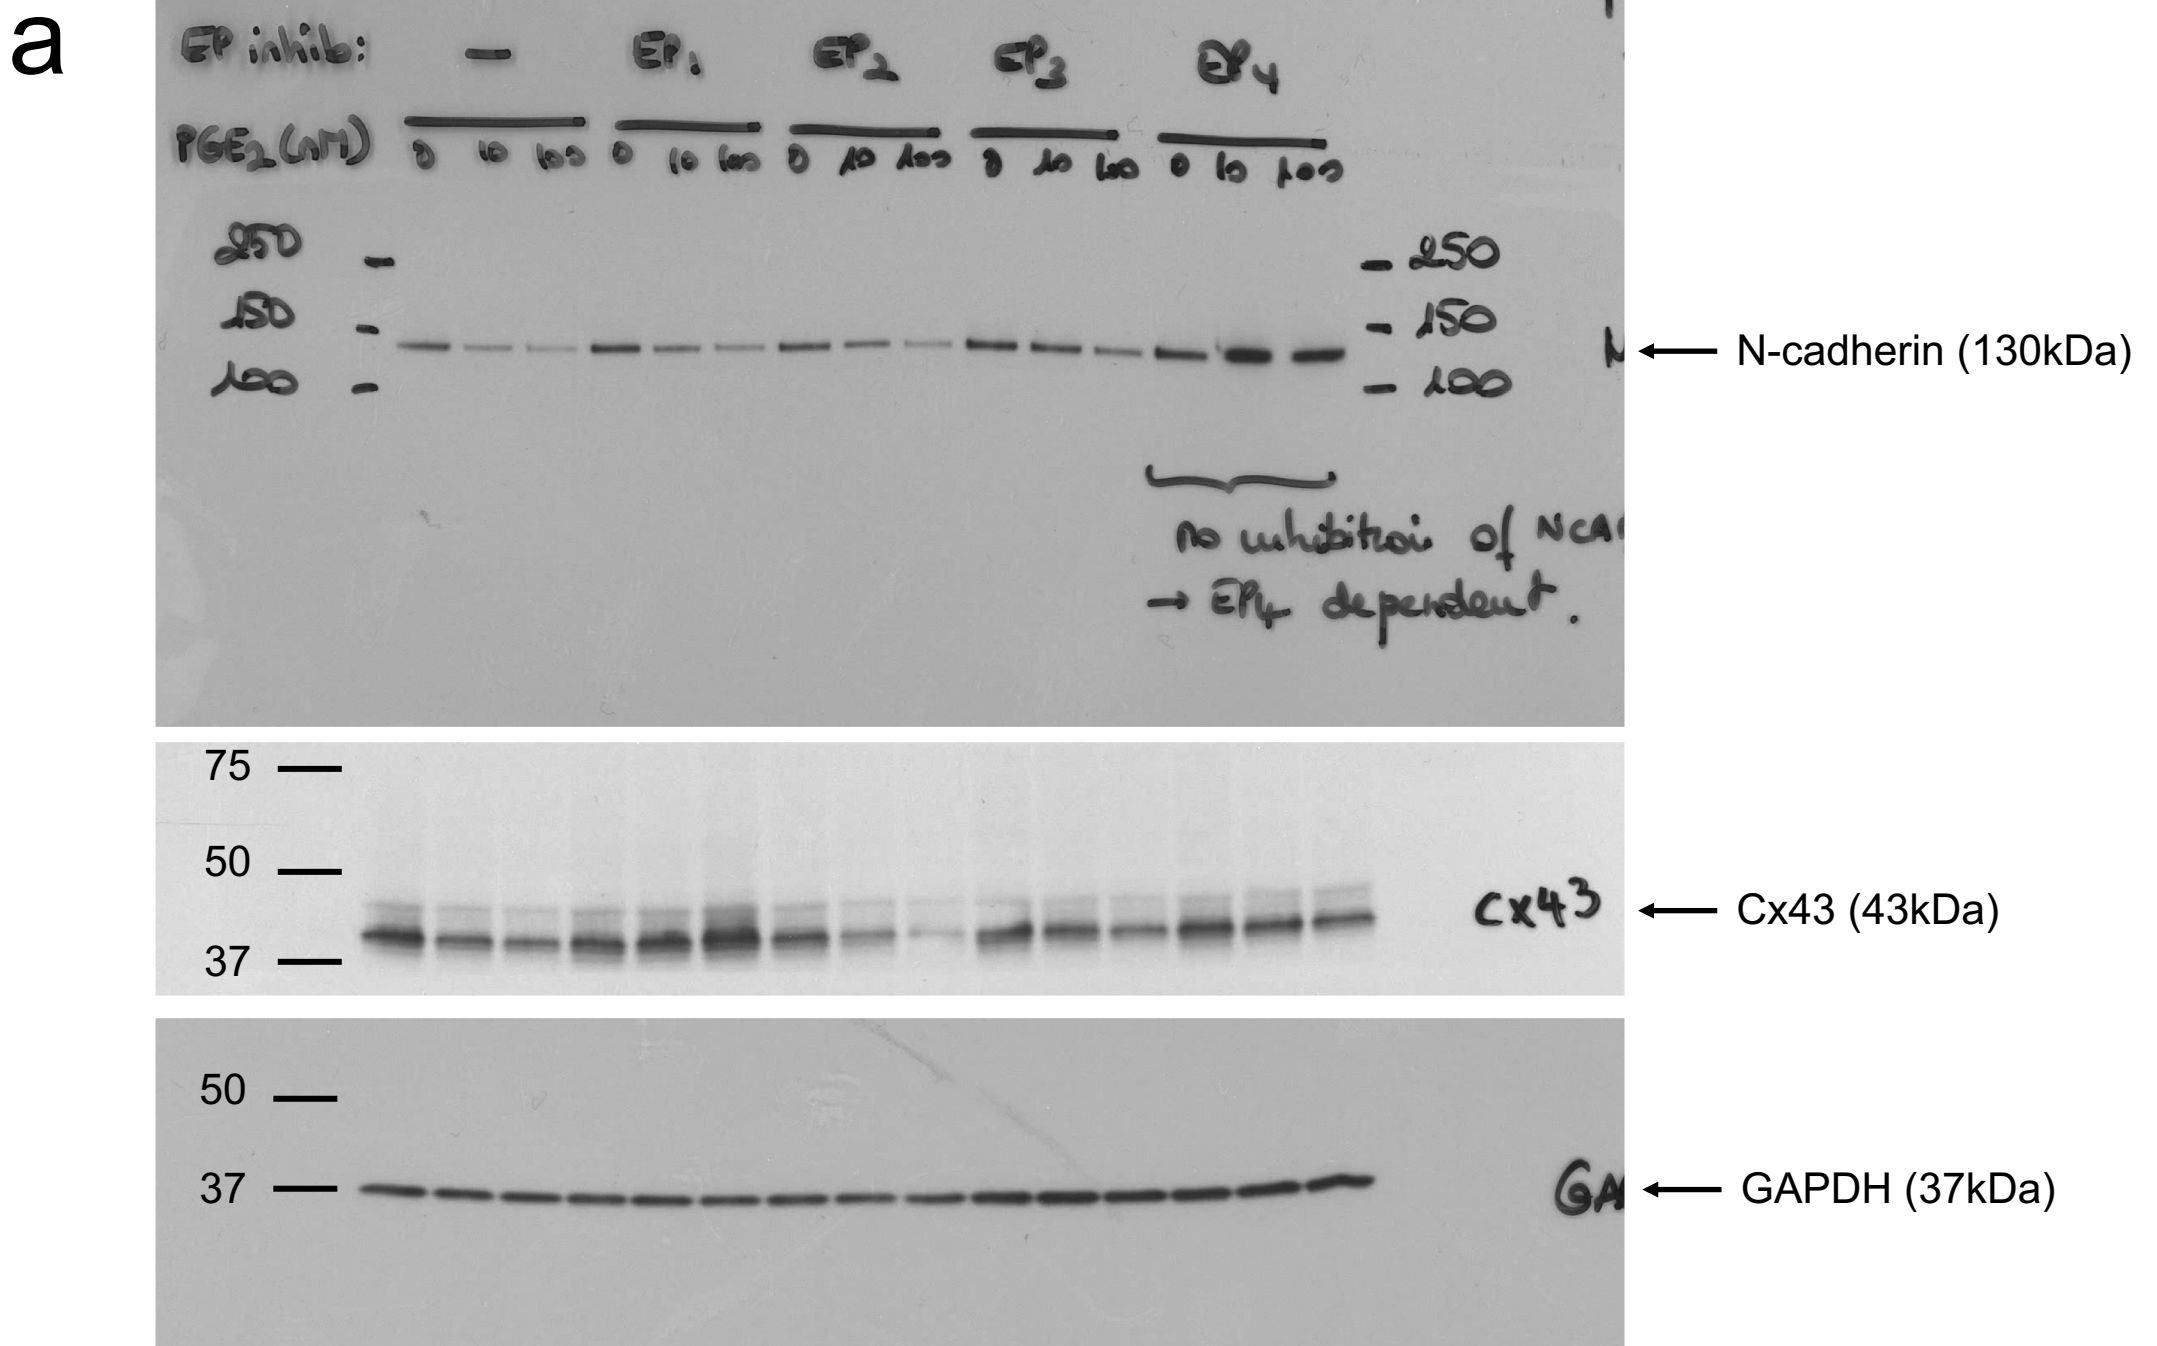 a
EP inhib: – EP1 EP2 EP3 EP4
PGE2 (nM) 0 10 100 0 10 100 0 10 100 0 10 100 0 10 100
250 - - 250
150 - - 150
100 - - 100
N-cadherin (130kDa)
no inhibition of NCA
→ EP4 dependent.
75
50
37
Cx43
Cx43 (43kDa)
50
37
GA
GAPDH (37kDa)